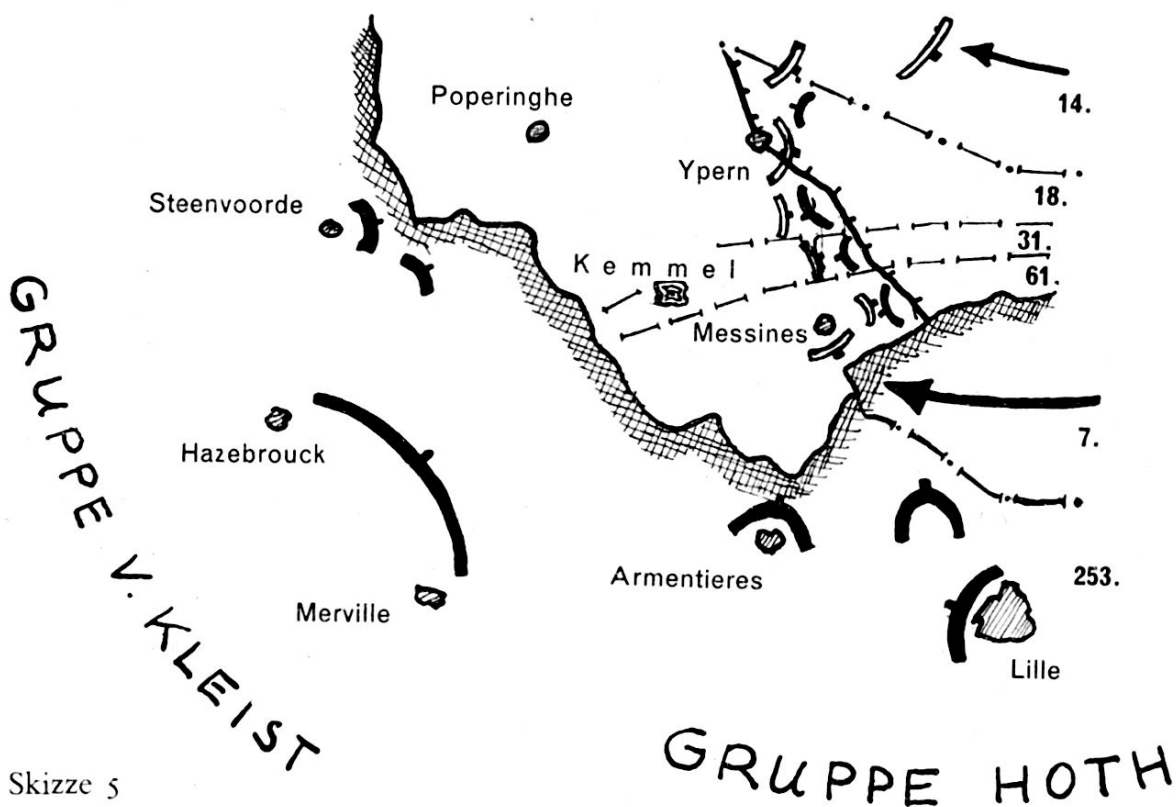 14.
Poperinghe
Ypern
Steenvoorde
18.
31.
Kemmel
61.
Messines
GRUPPE V. KLEIST
Hazebrouck
7.
Armentieres
253.
Merville
Lille
GRUPPE HOTH
Skizze 5